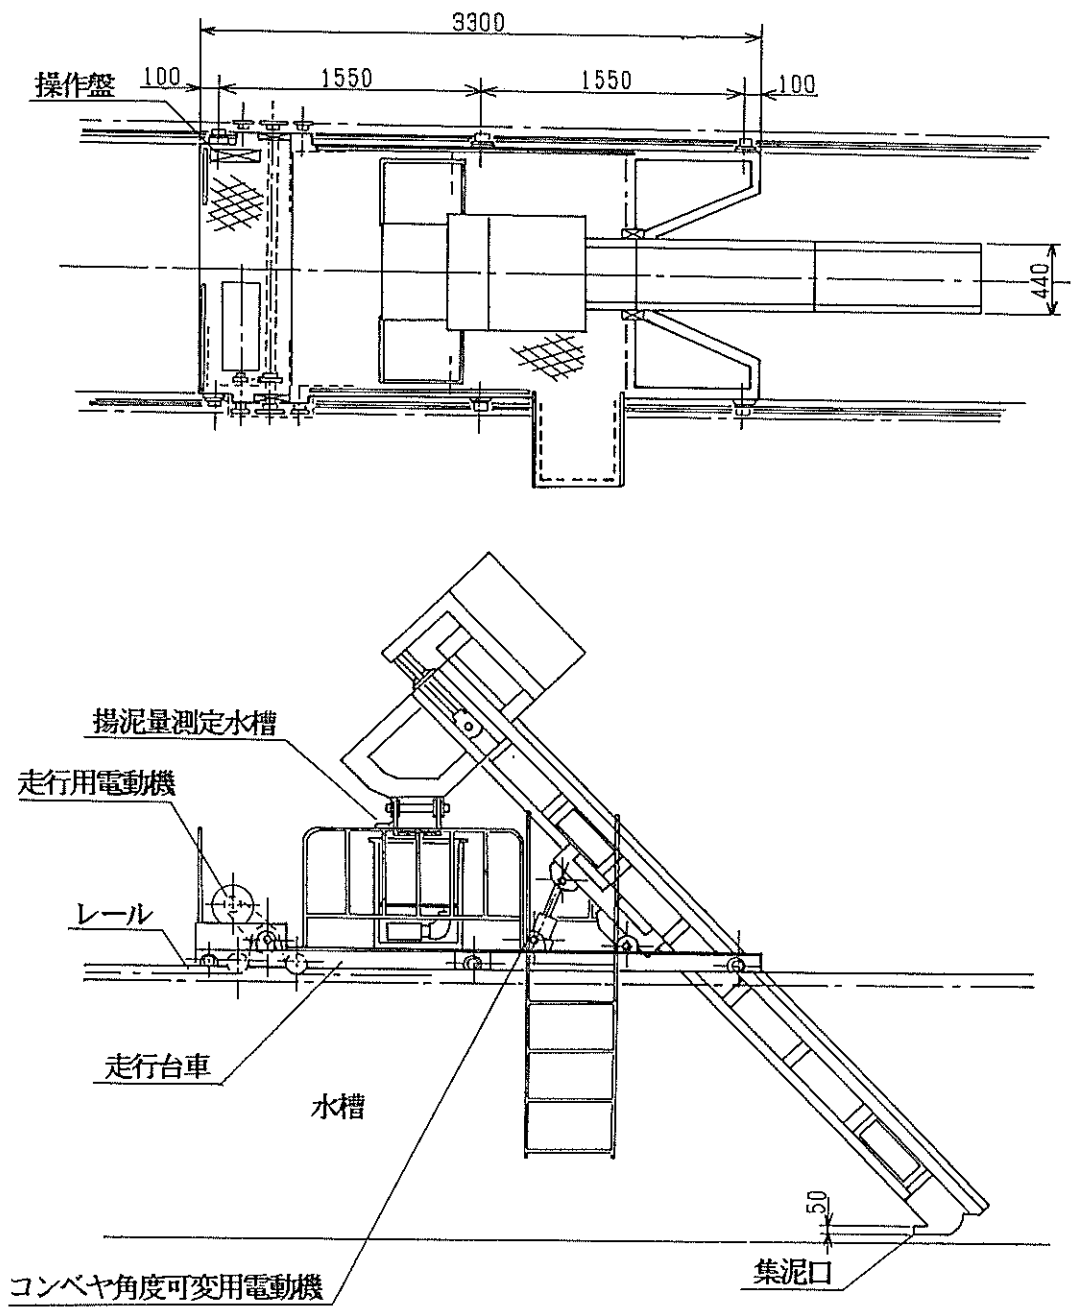 3300
操作盤
100
1550
1550
100
440
揚泥量測定水槽
走行用電動機
レール
走行台車
水槽
50
集泥口
コンベヤ角度可変用電動機